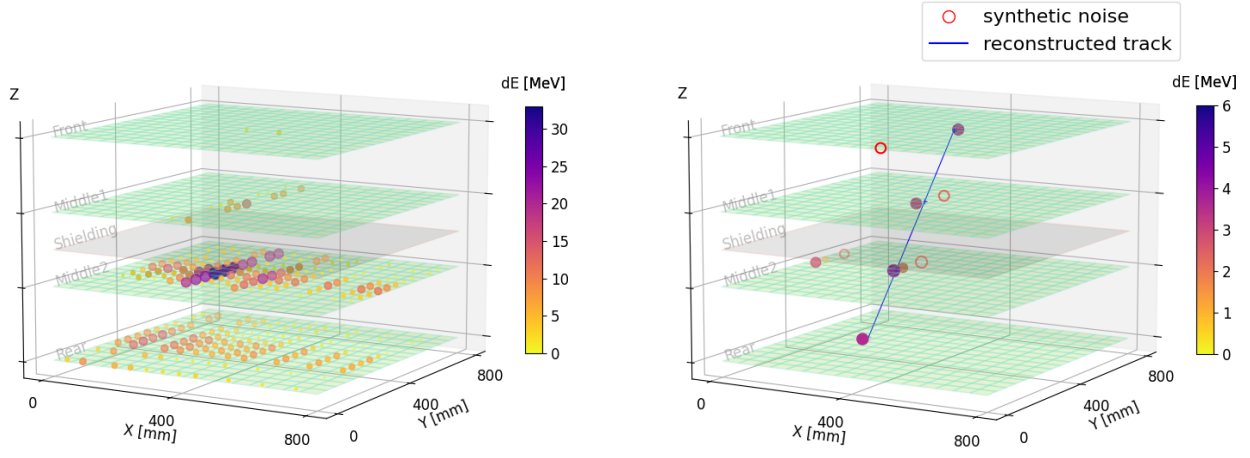 synthetic noise
reconstructed track
dE [MeV]
Z
30
25
20
15
10
5
0
Front
Middle1
Shielding
Middle2
Rear
0
400
800
X [mm]
0
400
800
Y [mm]
dE [MeV]
Z
6
5
4
3
2
1
0
Front
Middle1
Shielding
Middle2
Rear
0
400
800
X [mm]
0
400
800
Y [mm]